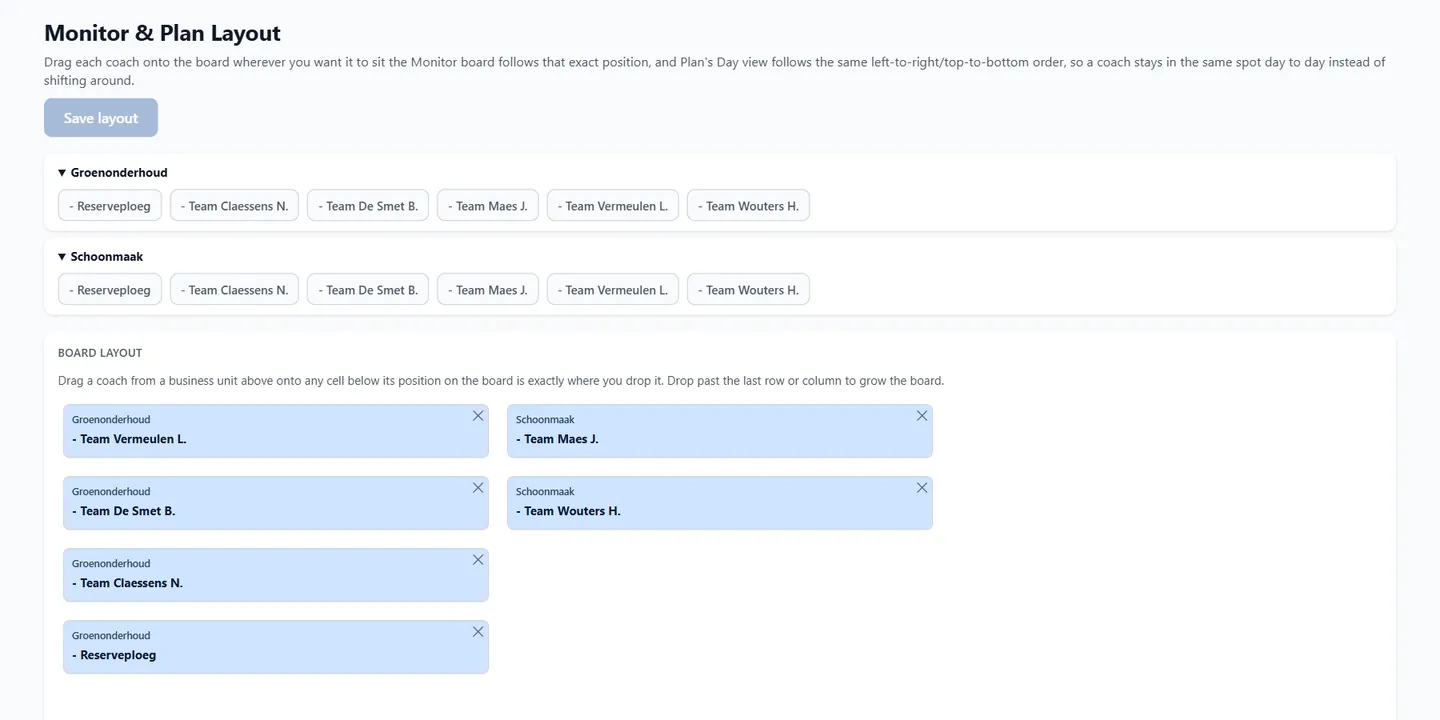 Monitor & Plan Layout
Drag each coach onto the board wherever you want it to sit the Monitor board follows that exact position, and Plan's Day view follows the same left-to-right/top-to-bottom order, so a coach stays in the same spot day to day instead of
shifting around.
Save layout
▼ Groenonderhoud
- Reserveploeg
- Team Claessens N.
- Team De Smet B.
- Team Maes J.
- Team Vermeulen L.
- Team Wouters H.
▼ Schoonmaak
- Reserveploeg
- Team Claessens N.
- Team De Smet B.
- Team Maes J.
- Team Vermeulen L.
- Team Wouters H.
BOARD LAYOUT
Drag a coach from a business unit above onto any cell below its position on the board is exactly where you drop it. Drop past the last row or column to grow the board.
Groenonderhoud
- Team Vermeulen L.
Schoonmaak
- Team Maes J.
Groenonderhoud
- Team De Smet B.
Schoonmaak
- Team Wouters H.
Groenonderhoud
- Team Claessens N.
Groenonderhoud
- Reserveploeg